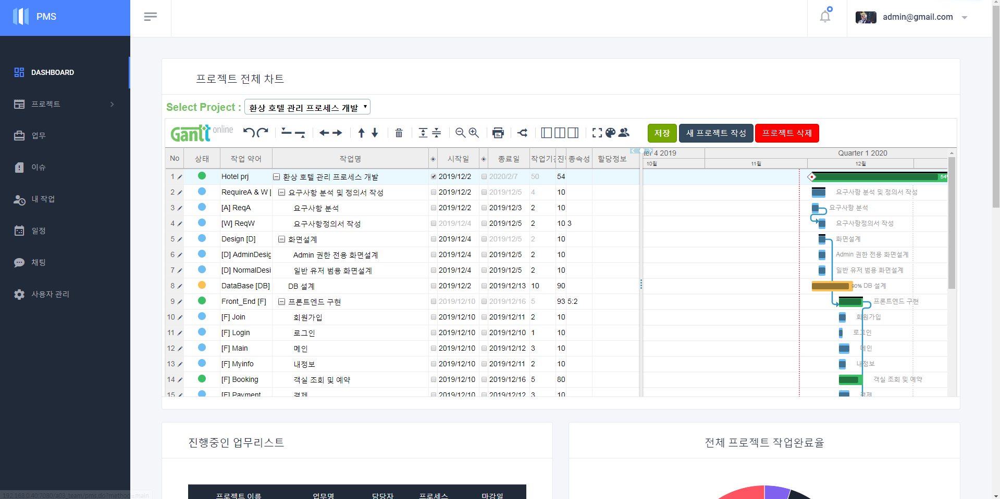 PMS
admin@gmail.com
DASHBOARD
프로젝트
업무
이슈
내 작업
일정
채팅
사용자 관리
프로젝트 전체 차트
Select Project : 환상 호텔 관리 프로세스 개발
Gantt online
저장 새 프로젝트 작성 프로젝트 삭제
No 상태 작업 약어 작업명 시작일 종료일 작업기간 진행 종속성 할당정보
ter 4 2019 Quarter 1 2020
10월 11월 12월
1 Hotel prj 환상 호텔 관리 프로세스 개발 2019/12/2 2020/2/7 50 54 54%
2 RequireA & W [ 요구사항 분석 및 정의서 작성 2019/12/2 2019/12/5 4 10 요구사항 분석 및 정의서 작성
3 [A] ReqA 요구사항 분석 2019/12/2 2019/12/3 2 10 요구사항 분석
4 [W] ReqW 요구사항정의서 작성 2019/12/4 2019/12/5 2 10 3 요구사항정의서 작성
5 Design [D] 화면설계 2019/12/4 2019/12/5 2 10 화면설계
6 [D] AdminDesig Admin 권한 전용 화면설계 2019/12/4 2019/12/5 2 10 Admin 권한 전용 화면설계
7 [D] NormalDesi 일반 유저 범용 화면설계 2019/12/4 2019/12/5 2 10 일반 유저 범용 화면설계
8 DataBase [DB] DB 설계 2019/12/2 2019/12/13 10 90 90% DB 설계
9 Front_End [F] 프론트엔드 구현 2019/12/10 2019/12/16 5 93 5:2 프론트엔드 구현
10 [F] Join 회원가입 2019/12/10 2019/12/11 2 10 회원가입
11 [F] Login 로그인 2019/12/10 2019/12/10 1 10 로그인
12 [F] Main 메인 2019/12/10 2019/12/12 3 10 메인
13 [F] Myinfo 내정보 2019/12/10 2019/12/11 2 10 내정보
14 [F] Booking 객실 조회 및 예약 2019/12/10 2019/12/16 5 80 객실 조회 및 예약
15 [F] Payment 결제 2019/12/10 2019/12/12 3 10 결제
진행중인 업무리스트
전체 프로젝트 작업완료율
프로젝트 이름 업무명 담당자 프로세스 마감일
192.168.0.40:7080/a03_team/pms.do?method=main